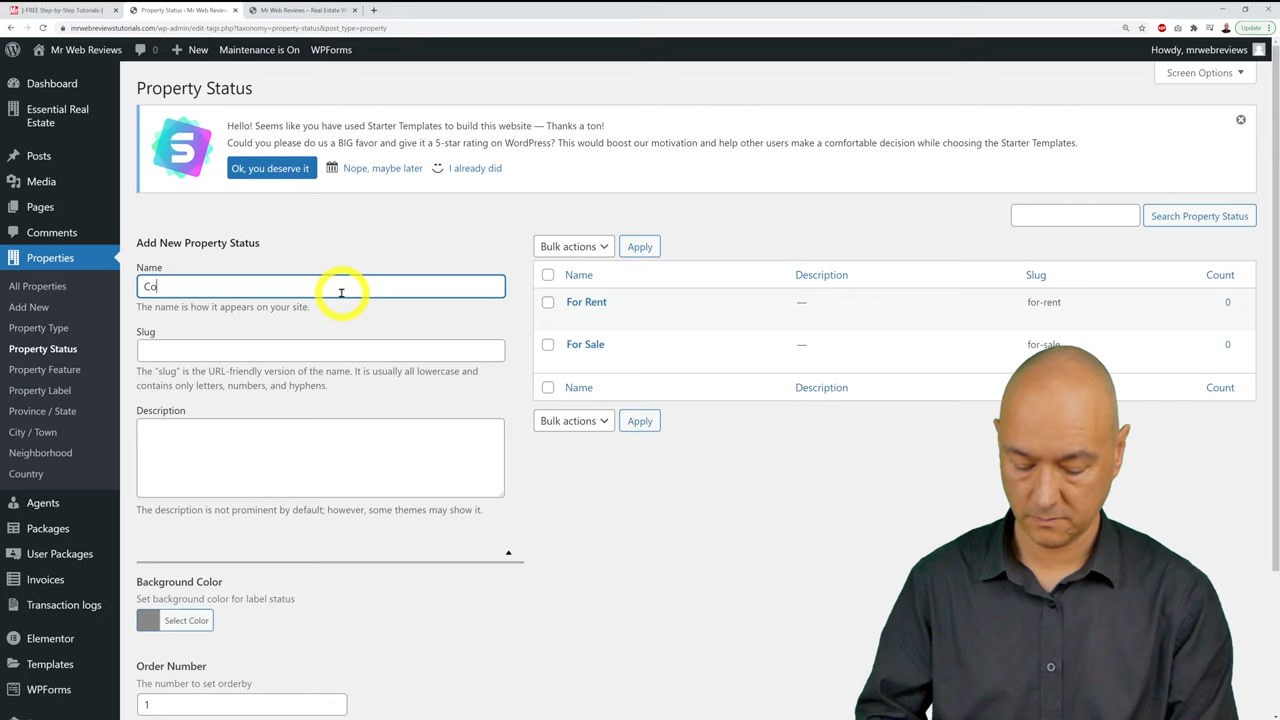 [-FREE Step-by-Step Tutorials (
Property Status ‹ Mr Web Review
Mr Web Reviews – Real Estate W
mrwebreviewstutorials.com/wp-admin/edit-tags.php?taxonomy=property-status&post_type=property
Update
Mr Web Reviews
0
New
Maintenance is On
WPForms
Howdy, mrwebreviews
Screen Options
Dashboard
Essential Real
Estate
Posts
Media
Pages
Comments
Properties
All Properties
Add New
Property Type
Property Status
Property Feature
Property Label
Province / State
City / Town
Neighborhood
Country
Agents
Packages
User Packages
Invoices
Transaction logs
Elementor
Templates
WPForms
Property Status
S
Hello! Seems like you have used Starter Templates to build this website — Thanks a ton!
Could you please do us a BIG favor and give it a 5-star rating on WordPress? This would boost our motivation and help other users make a comfortable decision while choosing the Starter Templates.
Ok, you deserve it
Nope, maybe later
I already did
Search Property Status
Add New Property Status
Name
Co
The name is how it appears on your site.
Slug
The “slug” is the URL-friendly version of the name. It is usually all lowercase and
contains only letters, numbers, and hyphens.
Description
The description is not prominent by default; however, some themes may show it.
Background Color
Set background color for label status
Select Color
Order Number
The number to set orderby
1
Bulk actions
Apply
Name Description Slug Count
For Rent — for-rent 0
For Sale — for-sale 0
Name Description Count
Bulk actions
Apply